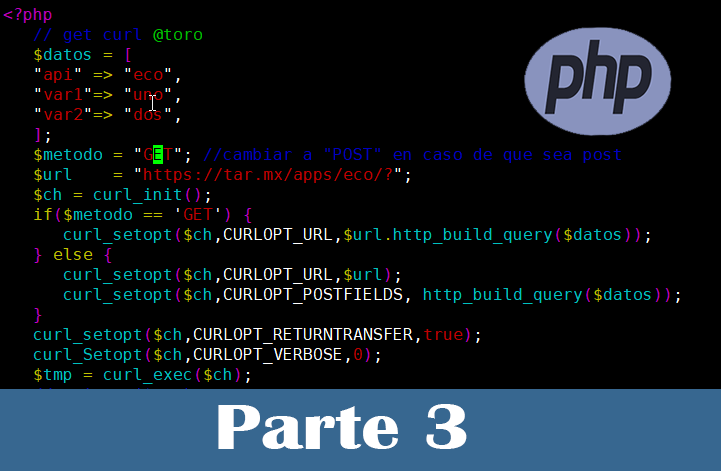 <?php
// get curl @toro
$datos = [
"api" => "eco",
"var1"=> "uno",
"var2"=> "dos",
];
$metodo = "GET"; //cambiar a "POST" en caso de que sea post
$url    = "https://tar.mx/apps/eco/?";
$ch = curl_init();
if($metodo == 'GET') {
curl_setopt($ch,CURLOPT_URL,$url.http_build_query($datos));
} else {
curl_setopt($ch,CURLOPT_URL,$url);
curl_setopt($ch,CURLOPT_POSTFIELDS, http_build_query($datos));
}
curl_setopt($ch,CURLOPT_RETURNTRANSFER,true);
curl_Setopt($ch,CURLOPT_VERBOSE,0);
$tmp = curl_exec($ch);
php
Parte 3